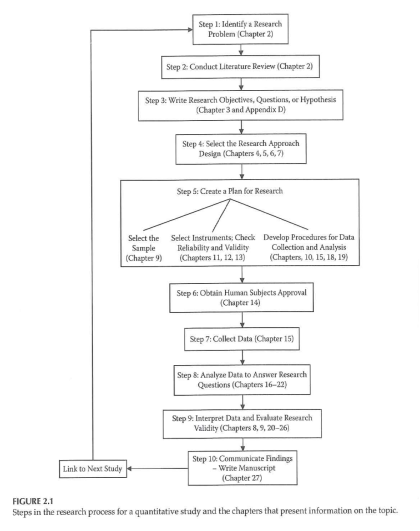 Step 1: Identify a Research
Problem (Chapter 2)
Step 2: Conduct Literature Review (Chapter 2)
Step 3: Write Research Objectives, Questions, or Hypothesis
(Chapter 3 and Appendix D)
Step 4: Select the Research Approach
Design (Chapters 4, 5, 6, 7)
Step 5: Create a Plan for Research
Select the
Sample
(Chapter 9)
Select Instruments; Check
Reliability and Validity
(Chapters 11, 12, 13)
Develop Procedures for Data
Collection and Analysis
(Chapters, 10, 15, 18, 19)
Step 6: Obtain Human Subjects Approval
(Chapter 14)
Step 7: Collect Data (Chapter 15)
Step 8: Analyze Data to Answer Research
Questions (Chapters 16–22)
Step 9: Interpret Data and Evaluate Research
Validity (Chapters 8, 9, 20–26)
Step 10: Communicate Findings
– Write Manuscript
(Chapter 27)
Link to Next Study
FIGURE 2.1
Steps in the research process for a quantitative study and the chapters that present information on the topic.